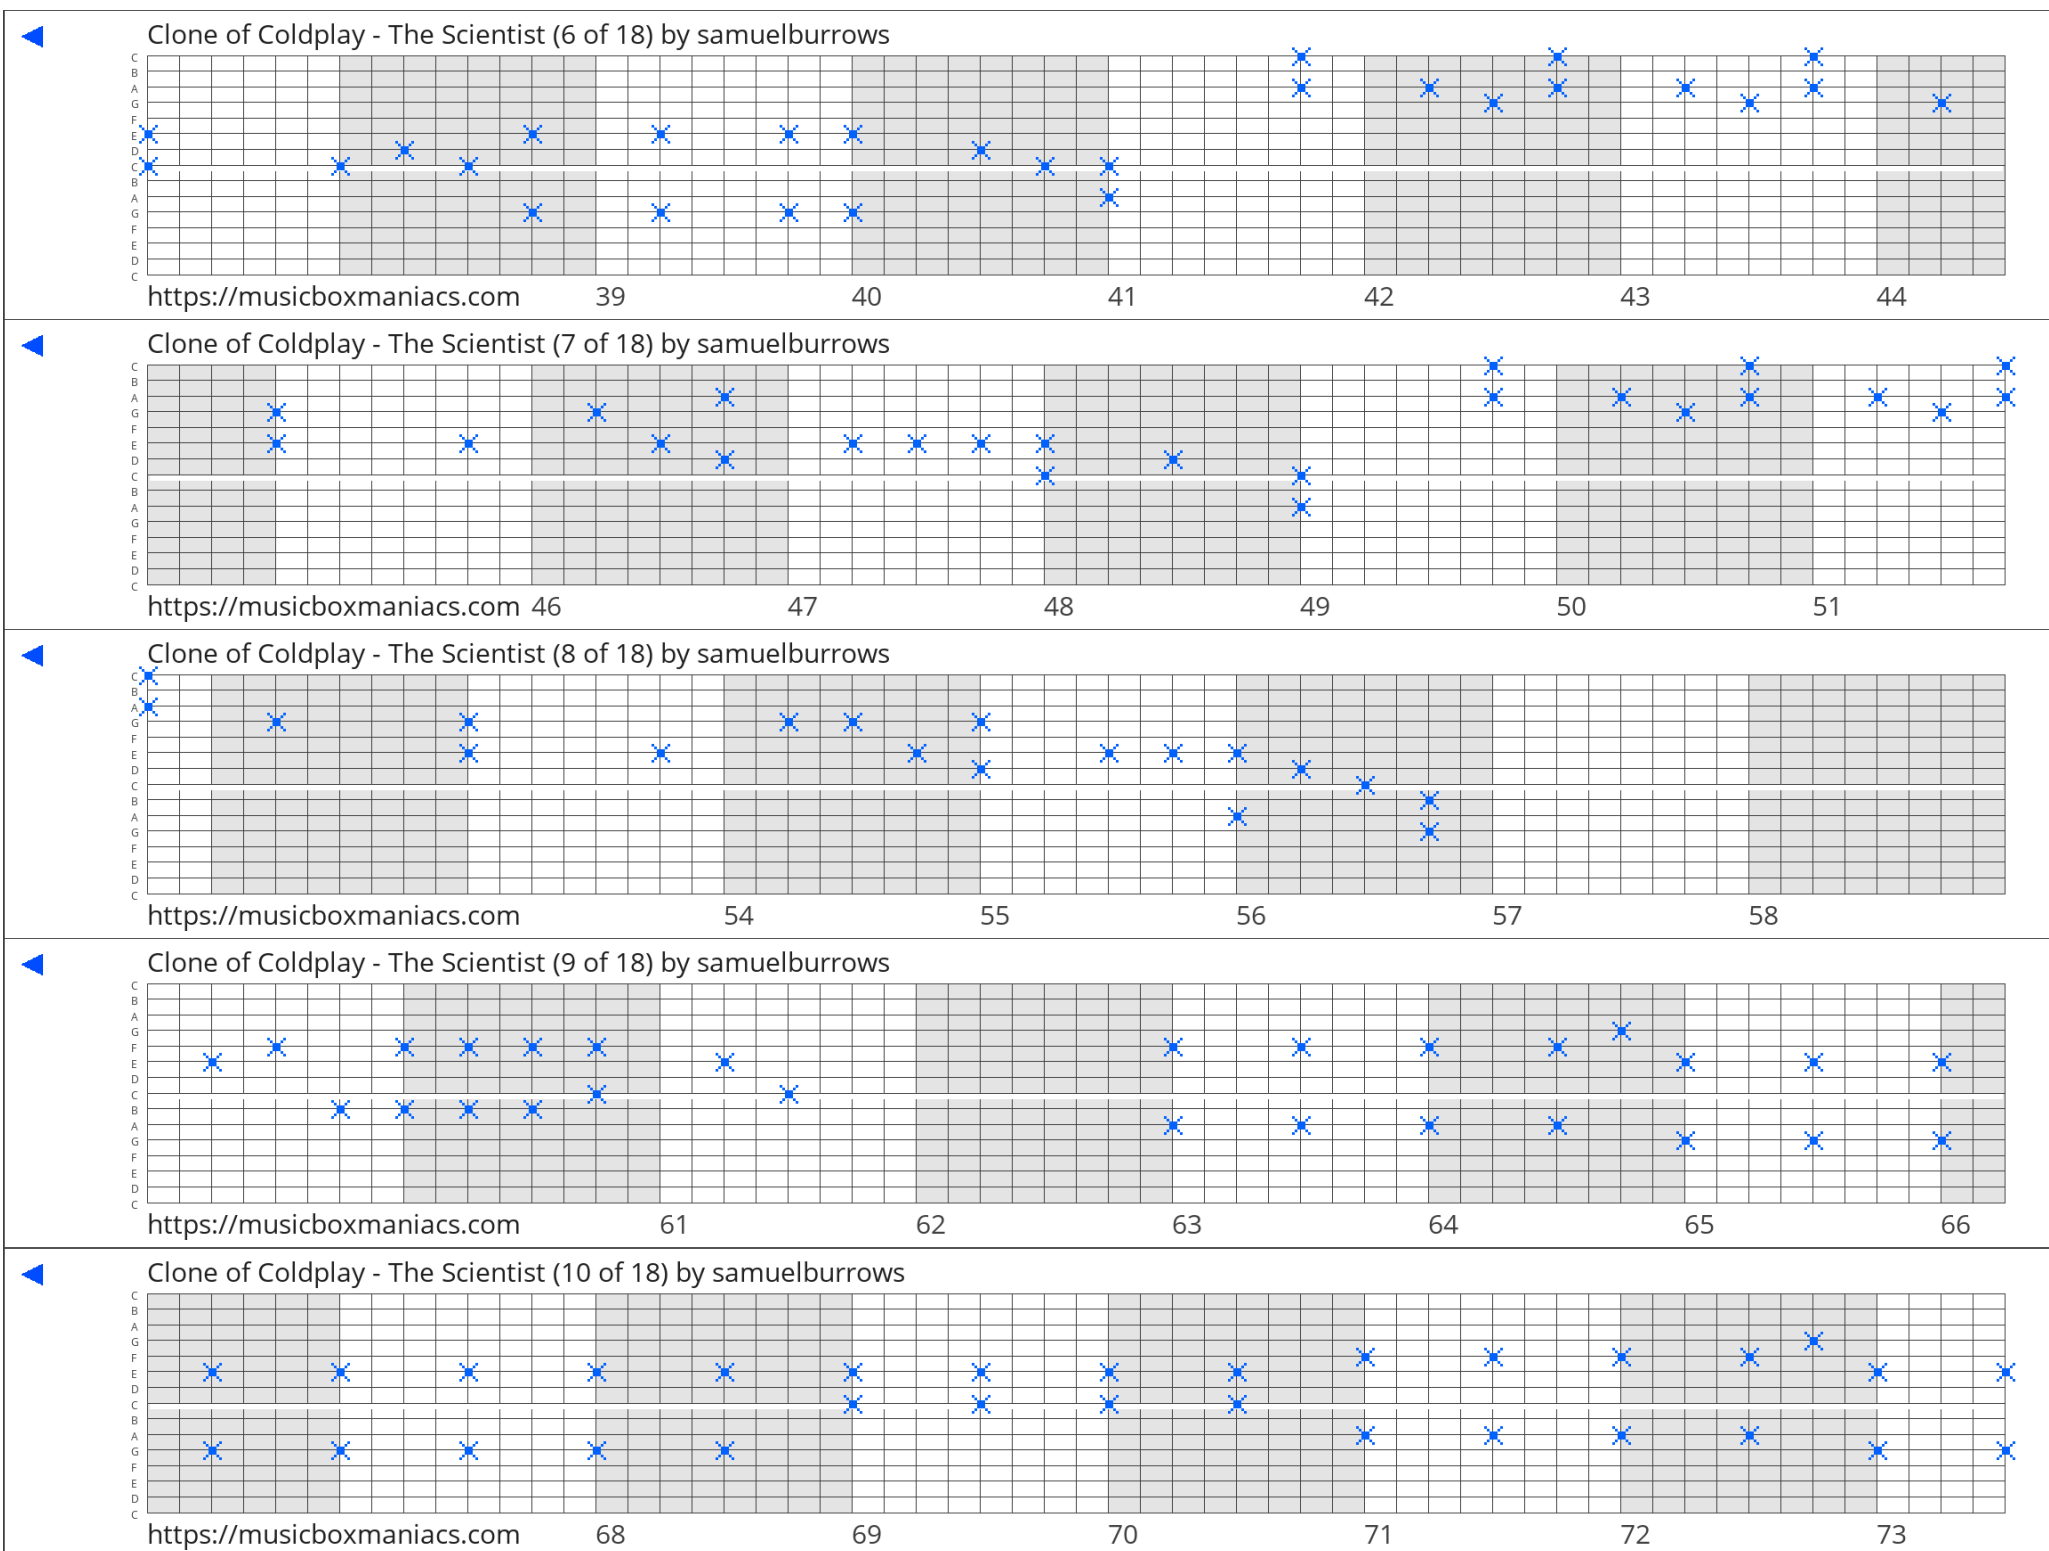 Clone of Coldplay - The Scientist (6 of 18) by samuelburrows
C
B
A
G
F
E
D
C
B
A
G
F
E
D
C
https://musicboxmaniacs.com 39 40 41 42 43 44
Clone of Coldplay - The Scientist (7 of 18) by samuelburrows
C
B
A
G
F
E
D
C
B
A
G
F
E
D
C
https://musicboxmaniacs.com 46 47 48 49 50 51
Clone of Coldplay - The Scientist (8 of 18) by samuelburrows
C
B
A
G
F
E
D
C
B
A
G
F
E
D
C
https://musicboxmaniacs.com 54 55 56 57 58
Clone of Coldplay - The Scientist (9 of 18) by samuelburrows
C
B
A
G
F
E
D
C
B
A
G
F
E
D
C
https://musicboxmaniacs.com 61 62 63 64 65 66
Clone of Coldplay - The Scientist (10 of 18) by samuelburrows
C
B
A
G
F
E
D
C
B
A
G
F
E
D
C
https://musicboxmaniacs.com 68 69 70 71 72 73